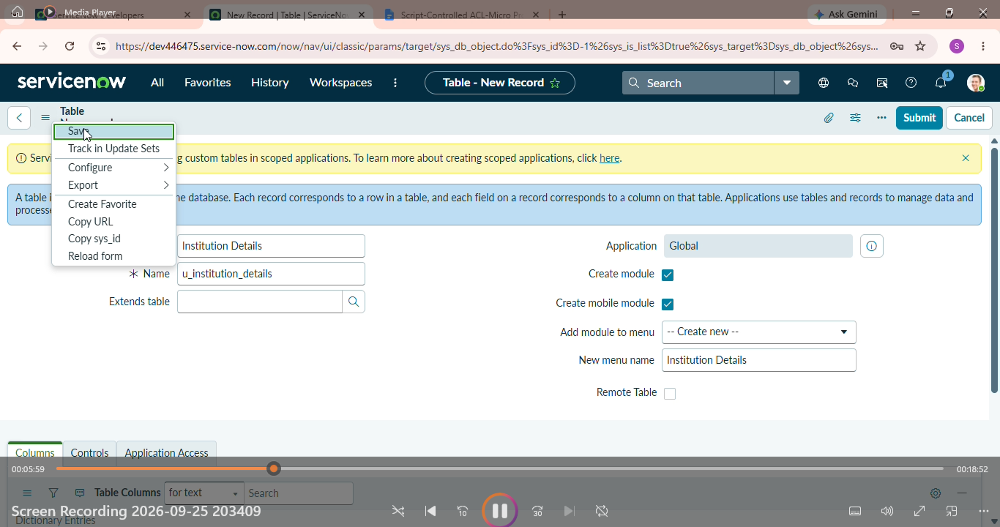 Media Player
ServiceNow Developers
New Record | Table | ServiceNo
Script-Controlled ACL-Micro Pr
Ask Gemini
https://dev446475.service-now.com/now/nav/ui/classic/params/target/sys_db_object.do%3Fsys_id%3D-1%26sys_is_list%3Dtrue%26sys_target%3Dsys_db_object%26sys...
S
servicenow
All
Favorites
History
Workspaces
Table - New Record
Search
1
Table
Submit
Cancel
Save
Track in Update Sets
Configure
Export
Create Favorite
Copy URL
Copy sys_id
Reload form
Servi
g custom tables in scoped applications. To learn more about creating scoped applications, click here.
A table i
he database. Each record corresponds to a row in a table, and each field on a record corresponds to a column on that table. Applications use tables and records to manage data and
processe
Institution Details
Name u_institution_details
Extends table
Application Global
Create module
Create mobile module
Add module to menu -- Create new --
New menu name Institution Details
Remote Table
Columns
Controls
Application Access
00:05:59
00:18:52
Table Columns for text Search
Screen Recording 2026-09-25 203409
10
30
Dictionary Entries